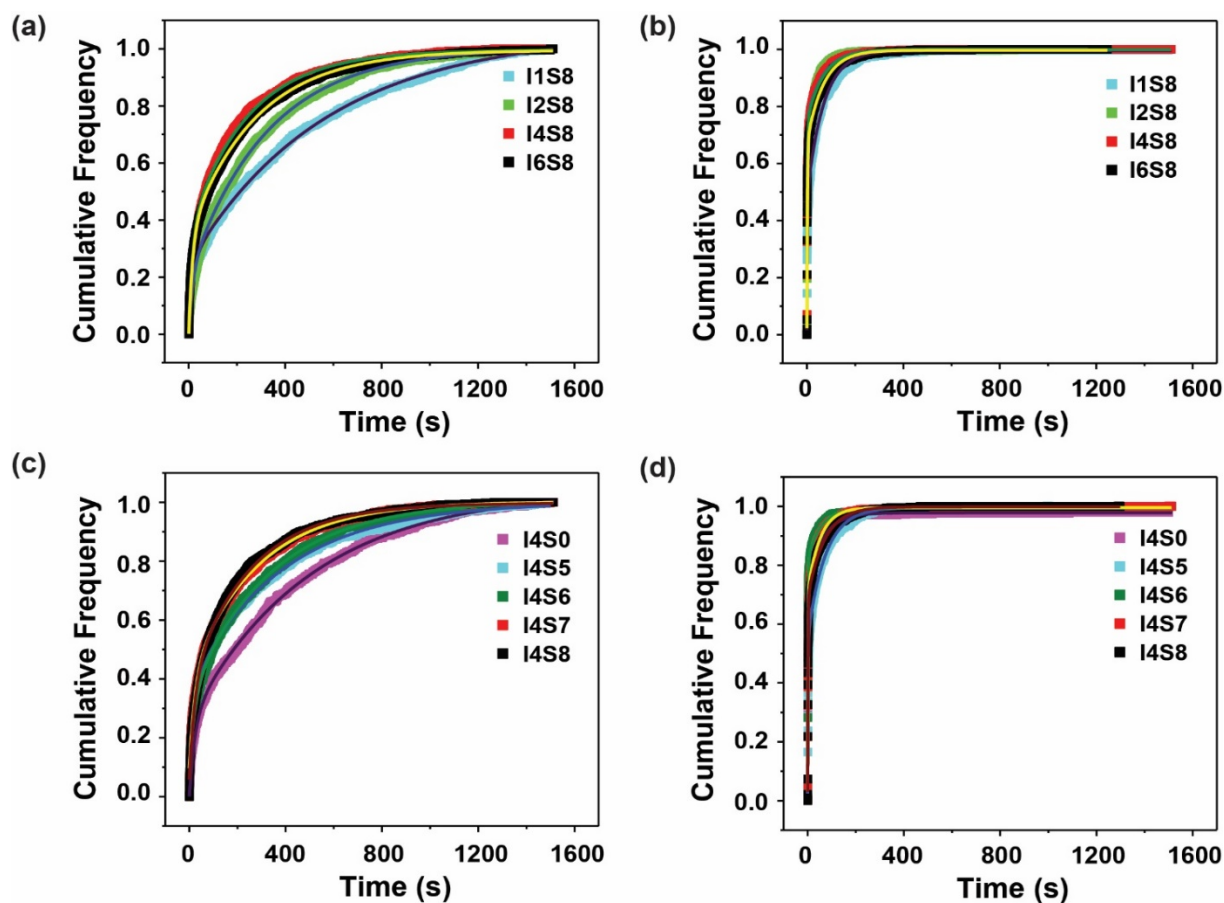 (a)
Cumulative Frequency
1.0
0.8
0.6
0.4
0.2
0.0
I1S8
I2S8
I4S8
I6S8
0 400 800 1200 1600
Time (s)
(b)
Cumulative Frequency
1.0
0.8
0.6
0.4
0.2
0.0
I1S8
I2S8
I4S8
I6S8
0 400 800 1200 1600
Time (s)
(c)
Cumulative Frequency
1.0
0.8
0.6
0.4
0.2
0.0
I4S0
I4S5
I4S6
I4S7
I4S8
0 400 800 1200 1600
Time (s)
(d)
Cumulative Frequency
1.0
0.8
0.6
0.4
0.2
0.0
I4S0
I4S5
I4S6
I4S7
I4S8
0 400 800 1200 1600
Time (s)